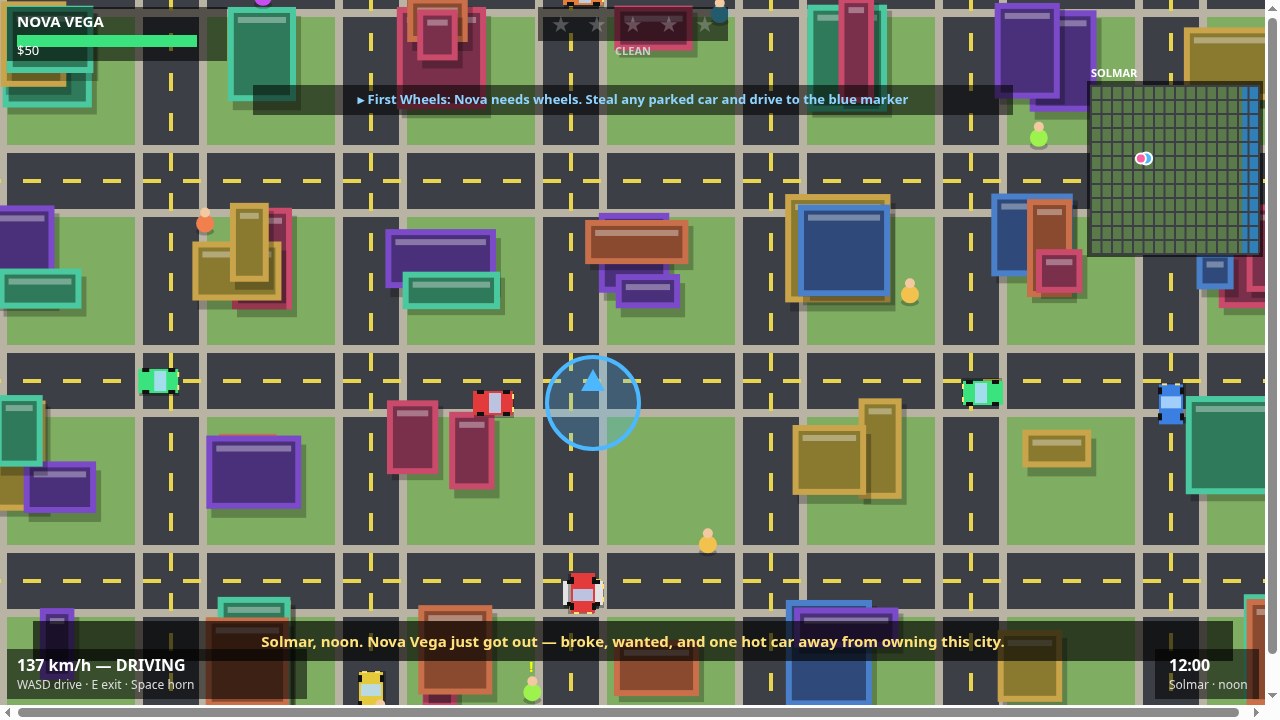 NOVA VEGA
$50
★ ★ ★ ★ ★
CLEAN
▸ First Wheels: Nova needs wheels. Steal any parked car and drive to the blue marker
SOLMAR
!
Solmar, noon. Nova Vega just got out — broke, wanted, and one hot car away from owning this city.
137 km/h — DRIVING
WASD drive · E exit · Space horn
12:00
Solmar · noon